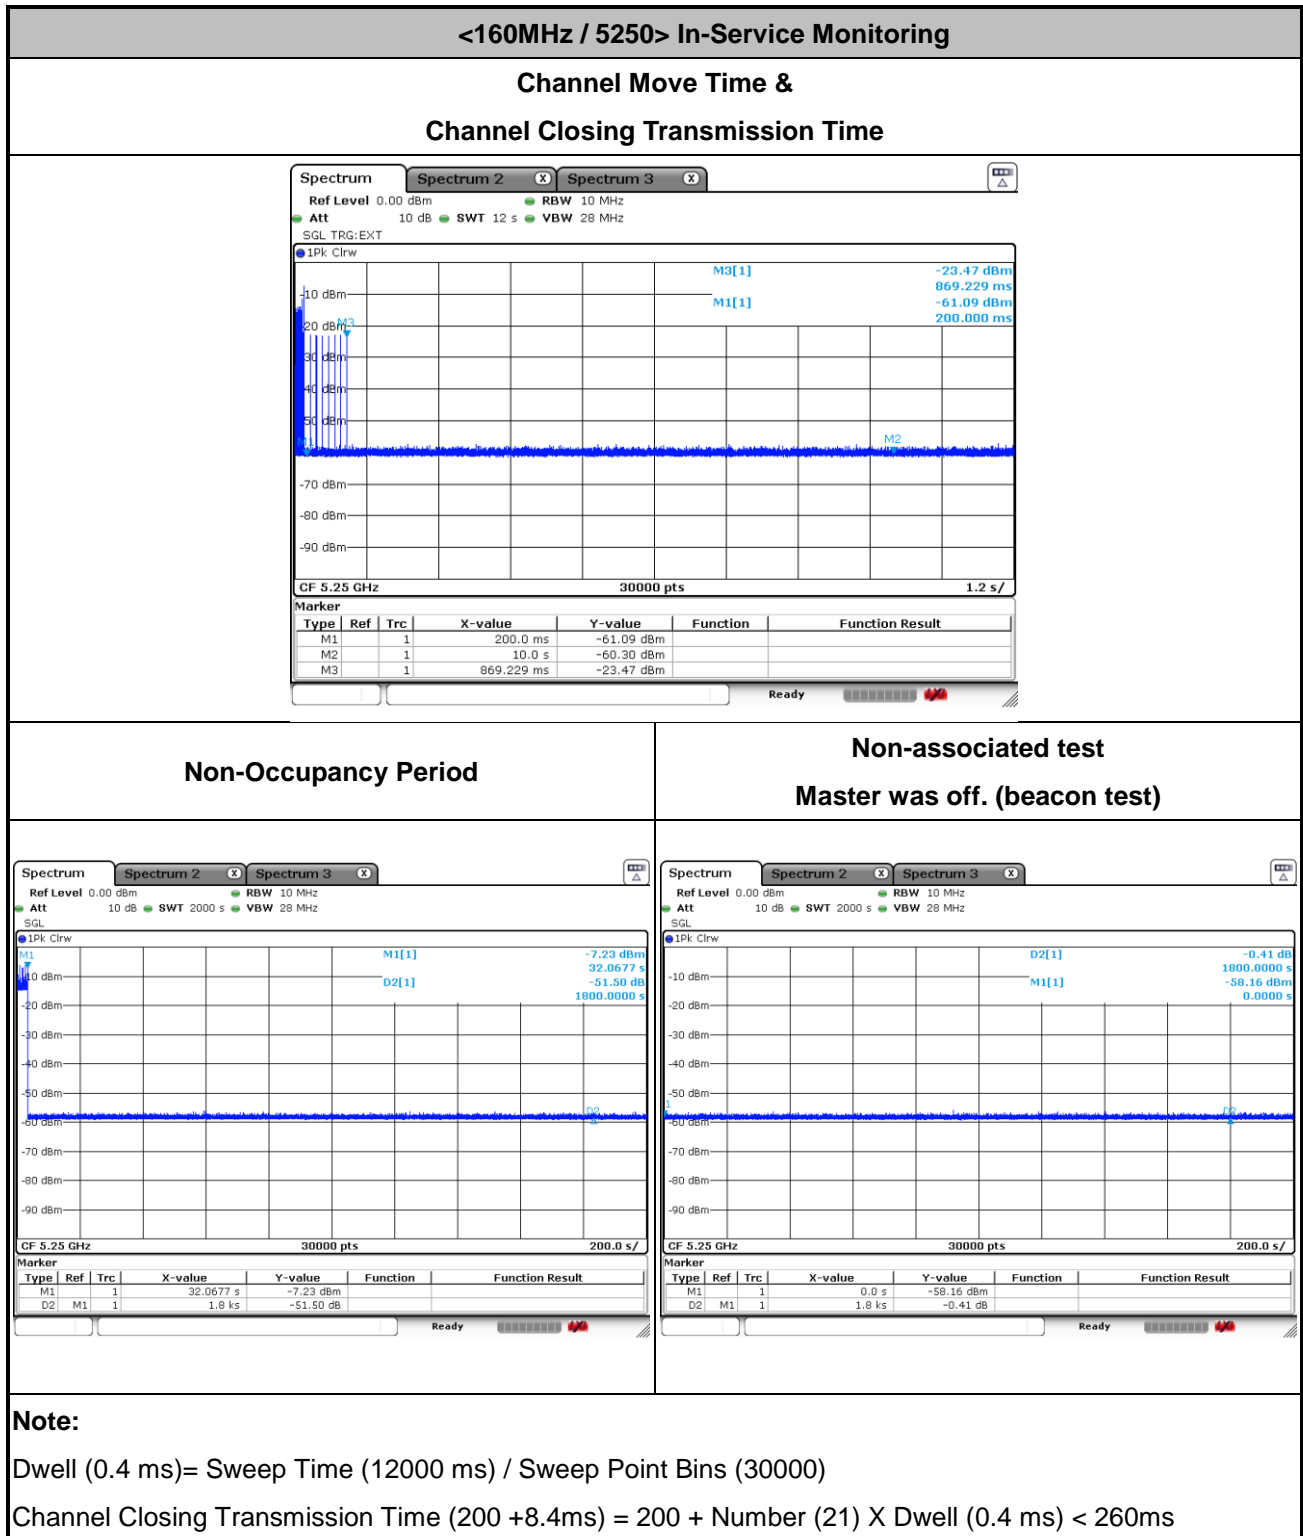 <160MHz / 5250> In-Service Monitoring
Channel Move Time &
Channel Closing Transmission Time
Spectrum Spectrum 2 X Spectrum 3 X
Ref Level 0.00 dBm RBW 10 MHz
Att 10 dB SWT 12 s VBW 28 MHz
SGL TRG:EXT
1Pk Clrw
M3[1] -23.47 dBm
869.229 ms
-10 dBm
M1[1] -61.09 dBm
200.000 ms
-20 dBm
M3
-30 dBm
-40 dBm
-50 dBm
M1 M2
-70 dBm
-80 dBm
-90 dBm
CF 5.25 GHz 30000 pts 1.2 s/
Marker
Type Ref Trc X-value Y-value Function Function Result
M1 1 200.0 ms -61.09 dBm
M2 1 10.0 s -60.30 dBm
M3 1 869.229 ms -23.47 dBm
Ready
Non-Occupancy Period
Non-associated test
Master was off. (beacon test)
Spectrum Spectrum 2 X Spectrum 3 X
Ref Level 0.00 dBm RBW 10 MHz
Att 10 dB SWT 2000 s VBW 28 MHz
SGL
1Pk Clrw
M1
M1[1] -7.23 dBm
32.0677 s
-10 dBm
D2[1] -51.50 dB
1800.0000 s
-20 dBm
-30 dBm
-40 dBm
-50 dBm
D2
-60 dBm
-70 dBm
-80 dBm
-90 dBm
CF 5.25 GHz 30000 pts 200.0 s/
Marker
Type Ref Trc X-value Y-value Function Function Result
M1 1 32.0677 s -7.23 dBm
D2 M1 1 1.8 ks -51.50 dB
Ready
Spectrum Spectrum 2 X Spectrum 3 X
Ref Level 0.00 dBm RBW 10 MHz
Att 10 dB SWT 2000 s VBW 28 MHz
SGL
1Pk Clrw
D2[1] -0.41 dB
1800.0000 s
-10 dBm
M1[1] -58.16 dBm
0.0000 s
-20 dBm
-30 dBm
-40 dBm
-50 dBm
1 D2
-60 dBm
-70 dBm
-80 dBm
-90 dBm
CF 5.25 GHz 30000 pts 200.0 s/
Marker
Type Ref Trc X-value Y-value Function Function Result
M1 1 0.0 s -58.16 dBm
D2 M1 1 1.8 ks -0.41 dB
Ready
Note:
Dwell (0.4 ms)= Sweep Time (12000 ms) / Sweep Point Bins (30000)
Channel Closing Transmission Time (200 +8.4ms) = 200 + Number (21) X Dwell (0.4 ms) < 260ms